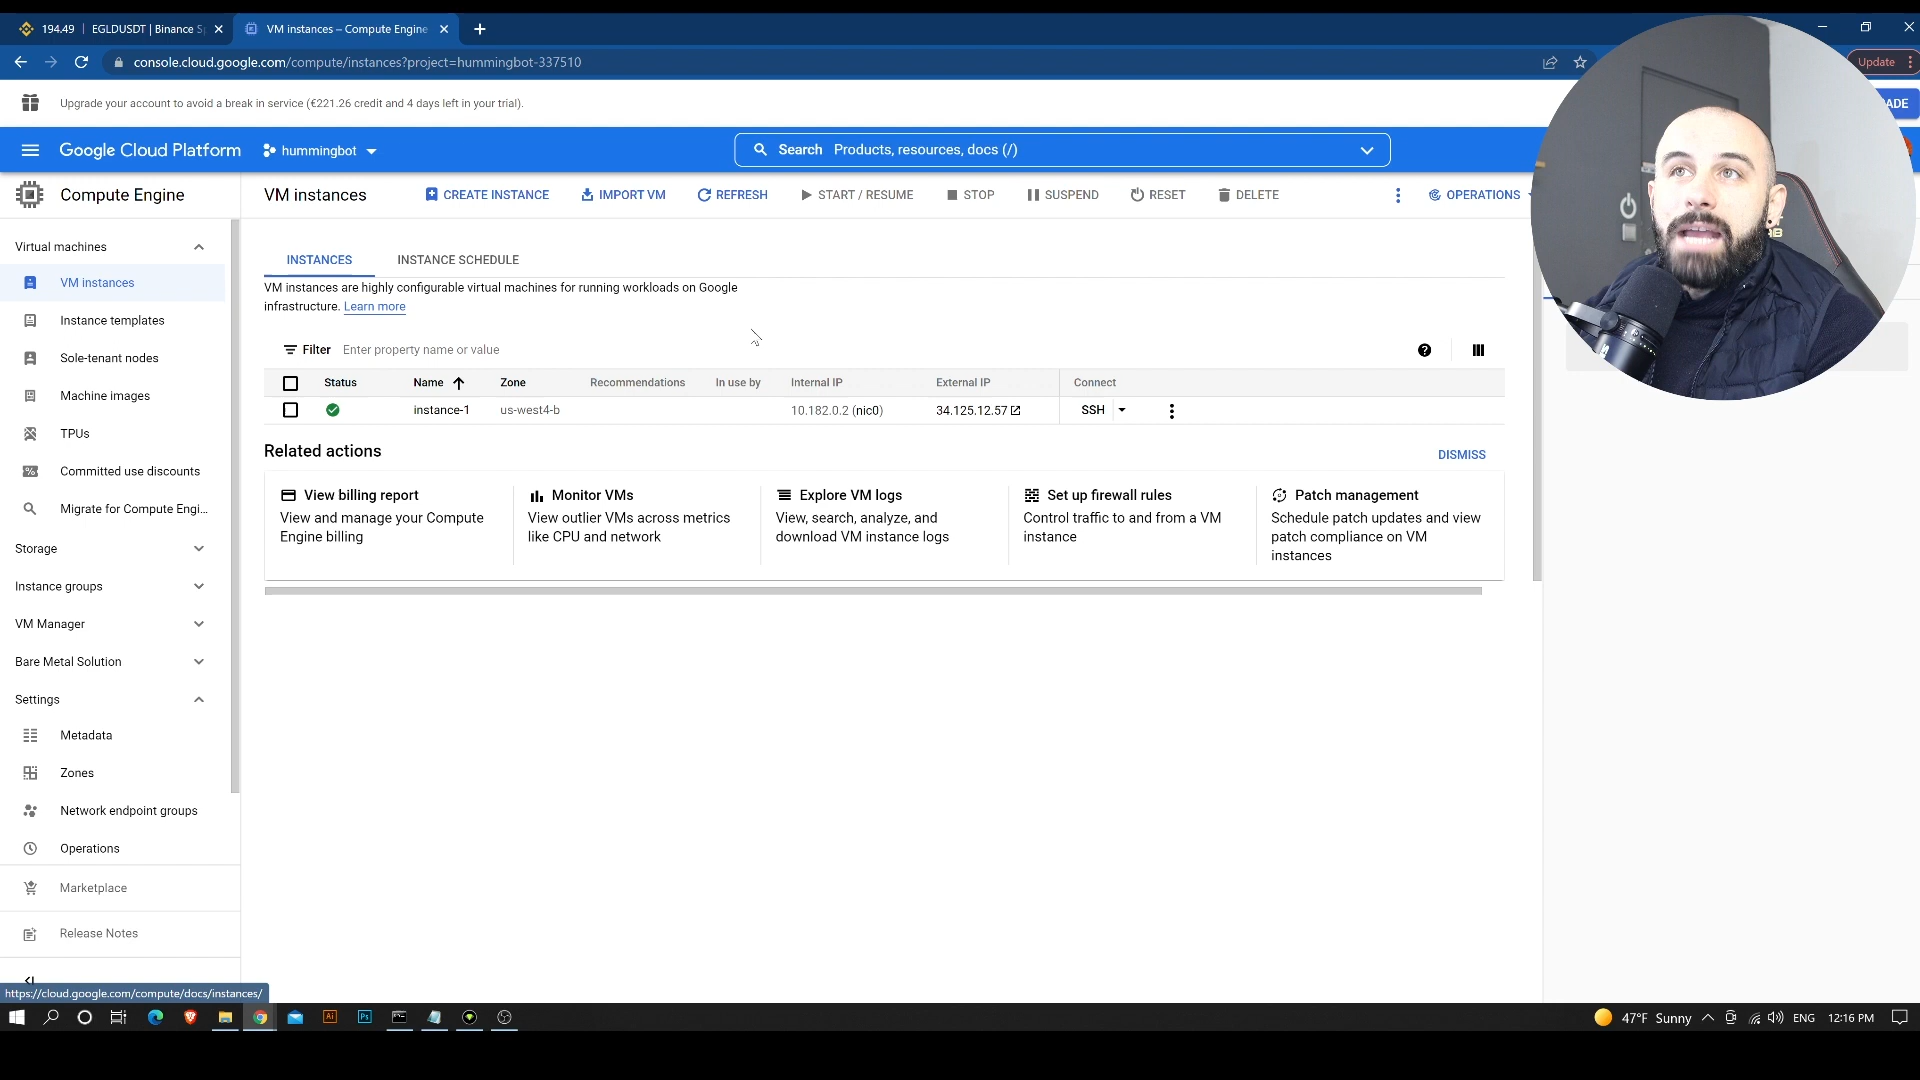 194.49 | EGLDUSDT | Binance Sp
VM instances – Compute Engine
console.cloud.google.com/compute/instances?project=hummingbot-337510
Update
Upgrade your account to avoid a break in service (€221.26 credit and 4 days left in your trial).
ADE
Google Cloud Platform
hummingbot
Search Products, resources, docs (/)
Compute Engine
VM instances
CREATE INSTANCE
IMPORT VM
REFRESH
START / RESUME
STOP
SUSPEND
RESET
DELETE
OPERATIONS
Virtual machines
VM instances
Instance templates
Sole-tenant nodes
Machine images
TPUs
Committed use discounts
Migrate for Compute Engi...
Storage
Instance groups
VM Manager
Bare Metal Solution
Settings
Metadata
Zones
Network endpoint groups
Operations
Marketplace
Release Notes
INSTANCES
INSTANCE SCHEDULE
VM instances are highly configurable virtual machines for running workloads on Google
infrastructure. Learn more
Filter Enter property name or value
Status Name Zone Recommendations In use by Internal IP External IP Connect
instance-1 us-west4-b 10.182.0.2 (nic0) 34.125.12.57 SSH
Related actions
DISMISS
View billing report
View and manage your Compute
Engine billing
Monitor VMs
View outlier VMs across metrics
like CPU and network
Explore VM logs
View, search, analyze, and
download VM instance logs
Set up firewall rules
Control traffic to and from a VM
instance
Patch management
Schedule patch updates and view
patch compliance on VM
instances
https://cloud.google.com/compute/docs/instances/
Ai
Ps
47°F Sunny
ENG
12:16 PM